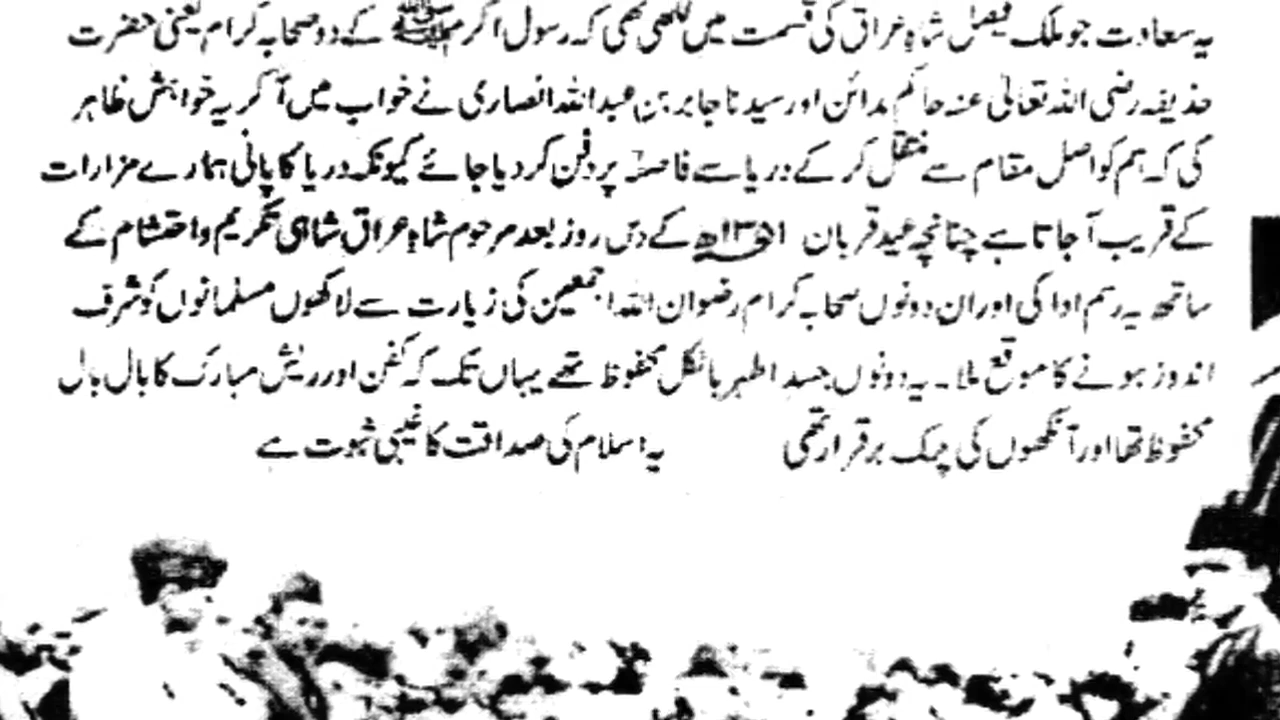 یہ سعادت جو ملک فیصل شاہِ عراق کی قسمت میں لکھی تھی کہ رسول اکرم ﷺ کے دو صحابہ کرام یعنی حضرت
حذیفہ رضی اللہ تعالیٰ عنہ حاکم مدائن اور سیدنا جابر بن عبداللہ انصاری نے خواب میں آ کر یہ خواہش ظاہر
کی کہ ہم کو اصل مقام سے منتقل کر کے دریا سے فاصلہ پر دفن کر دیا جائے کیونکہ دریا کا پانی ہمارے مزارات
کے قریب آ جاتا ہے چنانچہ عید قربان ۱۳۵۱ھ کے دس روز بعد مرحوم شاہِ عراق شاہی تکریم و احتشام کے
ساتھ یہ رسم ادا کی اور ان دونوں صحابہ کرام رضوان اللہ اجمعین کی زیارت سے لاکھوں مسلمانوں کو شرف
اندوز ہونے کا موقع ملا۔ یہ دونوں جسد اطہر بالکل محفوظ تھے یہاں تک کہ کفن اور ریش مبارک کا بال بال
محفوظ تھا اور آنکھوں کی چمک برقرار تھی یہ اسلام کی صداقت کا غیبی ثبوت ہے